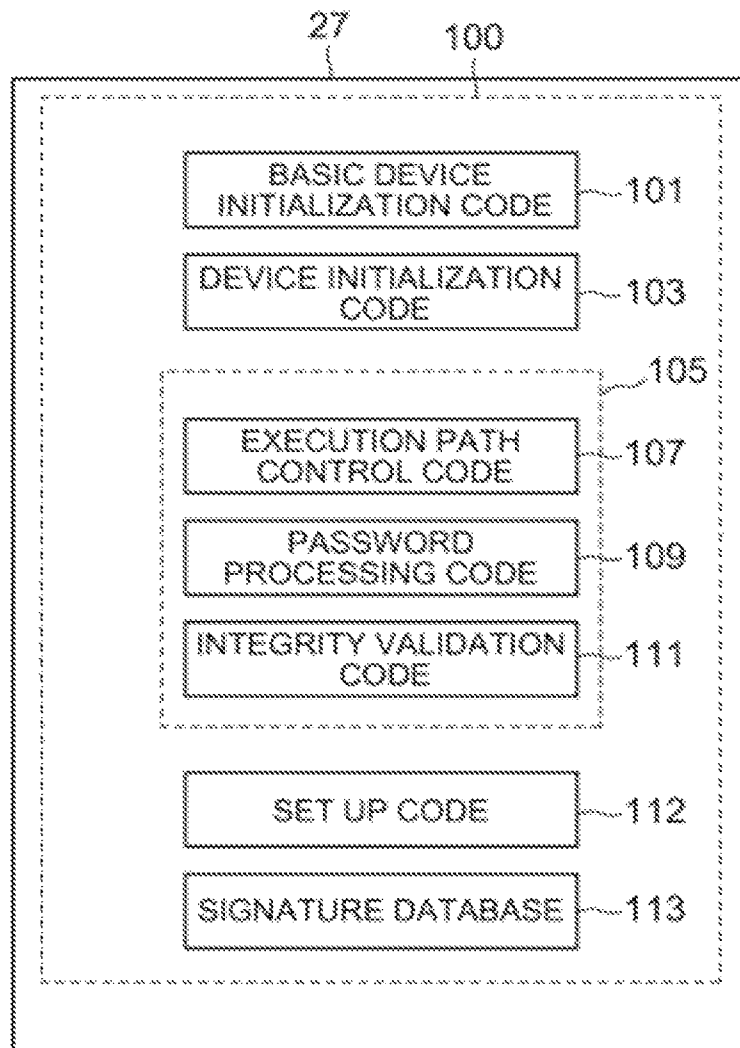 27
100
BASIC DEVICE
INITIALIZATION CODE
101
DEVICE INITIALIZATION
CODE
103
105
EXECUTION PATH
CONTROL CODE
107
PASSWORD
PROCESSING CODE
109
INTEGRITY VALIDATION
CODE
111
SET UP CODE
112
SIGNATURE DATABASE
113